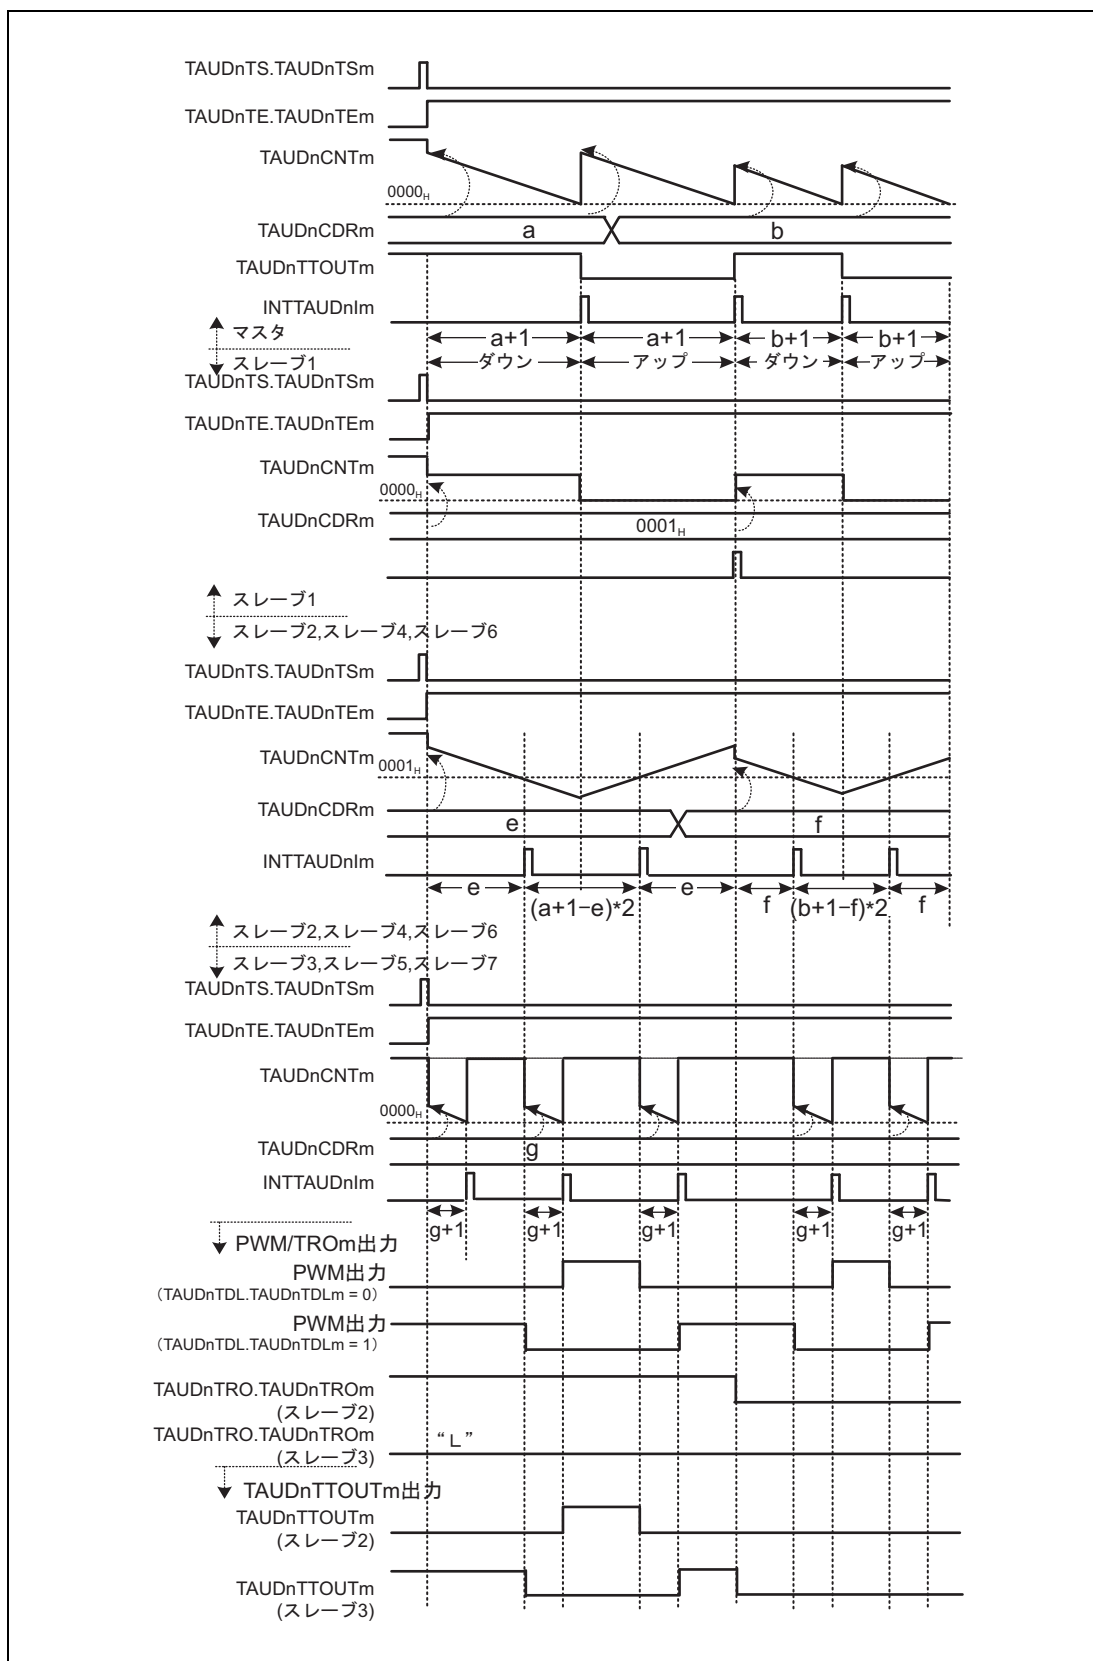 TAUDnTS.TAUDnTSm
TAUDnTE.TAUDnTEm
TAUDnCNTm
0000H
TAUDnCDRm
a
b
TAUDnTTOUTm
INTTAUDnIm
マスタ
a+1
a+1
b+1
b+1
スレーブ1
ダウン
アップ
ダウン
アップ
TAUDnTS.TAUDnTSm
TAUDnTE.TAUDnTEm
TAUDnCNTm
0000H
TAUDnCDRm
0001H
スレーブ1
スレーブ2,スレーブ4,スレーブ6
TAUDnTS.TAUDnTSm
TAUDnTE.TAUDnTEm
TAUDnCNTm
0001H
TAUDnCDRm
e
f
INTTAUDnIm
e
(a+1−e)*2
e
f
(b+1−f)*2
f
スレーブ2,スレーブ4,スレーブ6
スレーブ3,スレーブ5,スレーブ7
TAUDnTS.TAUDnTSm
TAUDnTE.TAUDnTEm
TAUDnCNTm
0000H
TAUDnCDRm
g
INTTAUDnIm
g+1
g+1
g+1
g+1
g+1
PWM/TROm出力
PWM出力
（TAUDnTDL.TAUDnTDLm = 0）
PWM出力
（TAUDnTDL.TAUDnTDLm = 1）
TAUDnTRO.TAUDnTROm
(スレーブ2)
TAUDnTRO.TAUDnTROm
“L”
(スレーブ3)
TAUDnTTOUTm出力
TAUDnTTOUTm
(スレーブ2)
TAUDnTTOUTm
(スレーブ3)